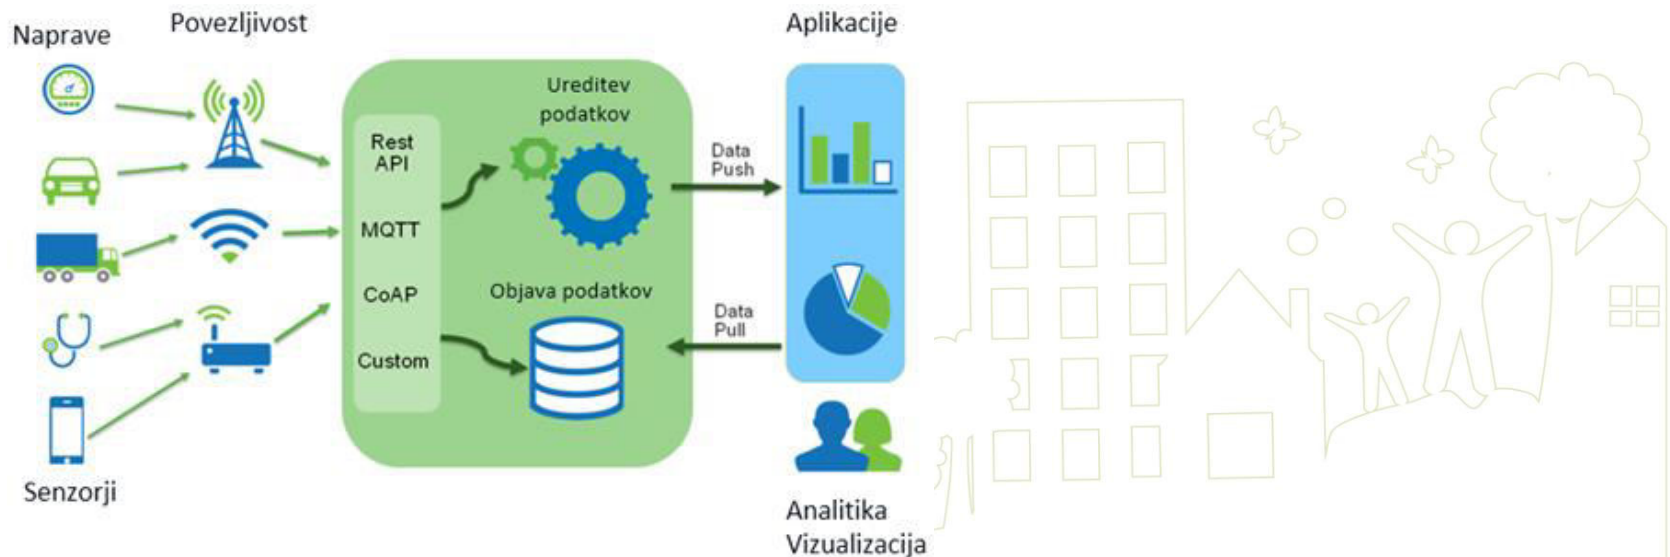 Naprave
Povezljivost
Senzorji
Rest
API
MQTT
CoAP
Custom
Ureditev
podatkov
Objava podatkov
Data
Push
Data
Pull
Aplikacije
Analitika
Vizualizacija